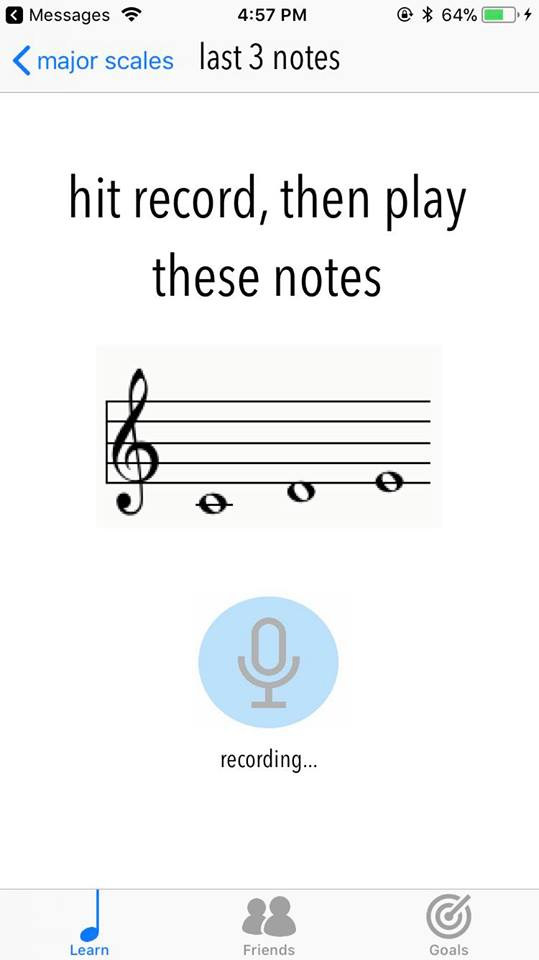 Messages 4:57 PM 64%
major scales last 3 notes
hit record, then play
these notes
recording...
Learn Friends Goals